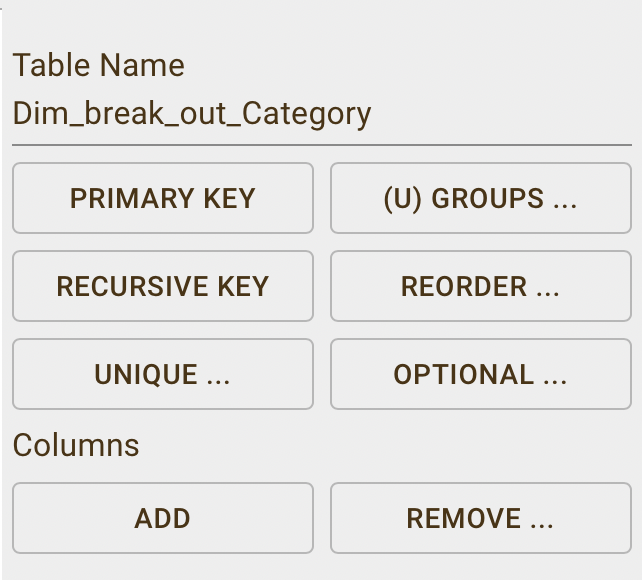 Table Name
Dim_break_out_Category
PRIMARY KEY
(U) GROUPS ...
RECURSIVE KEY
REORDER ...
UNIQUE ...
OPTIONAL ...
Columns
ADD
REMOVE ...